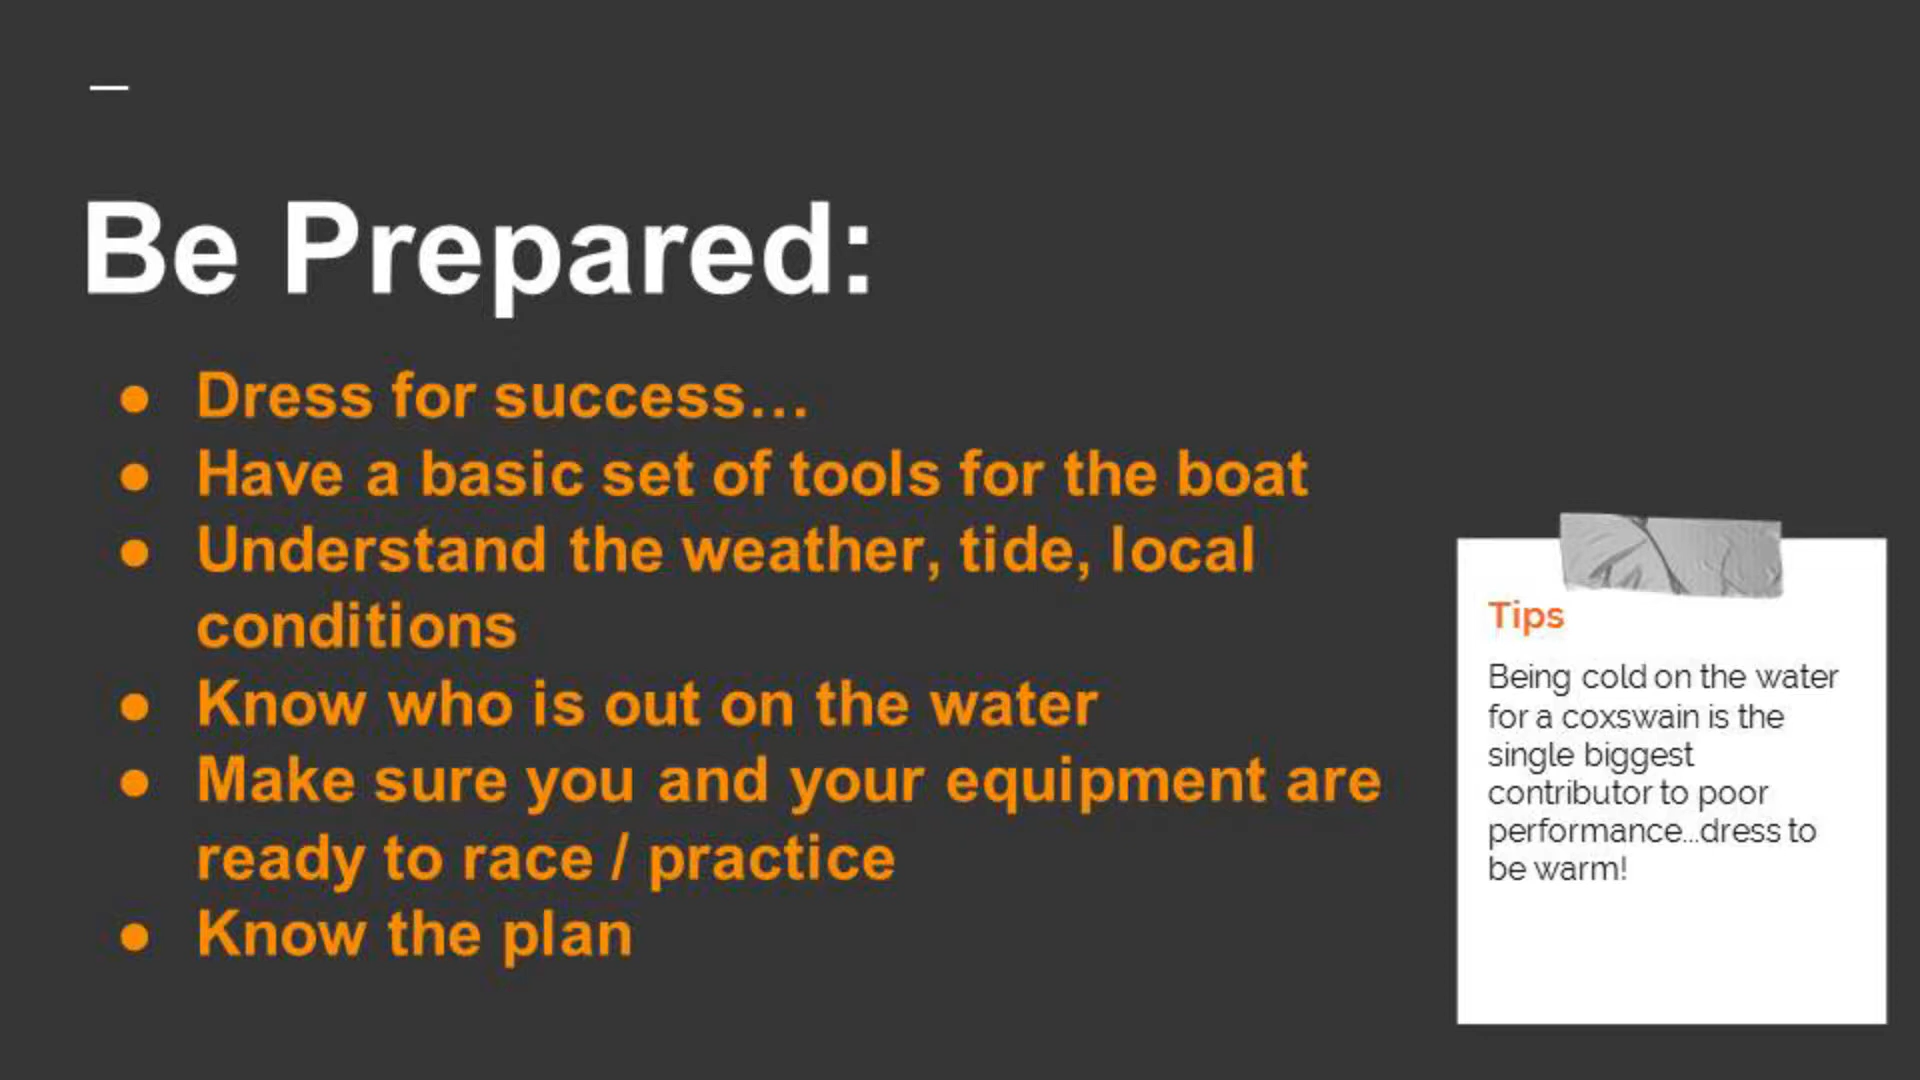 Be Prepared:
● Dress for success…
● Have a basic set of tools for the boat
● Understand the weather, tide, local
conditions
● Know who is out on the water
● Make sure you and your equipment are
ready to race / practice
● Know the plan
Tips
Being cold on the water
for a coxswain is the
single biggest
contributor to poor
performance...dress to
be warm!